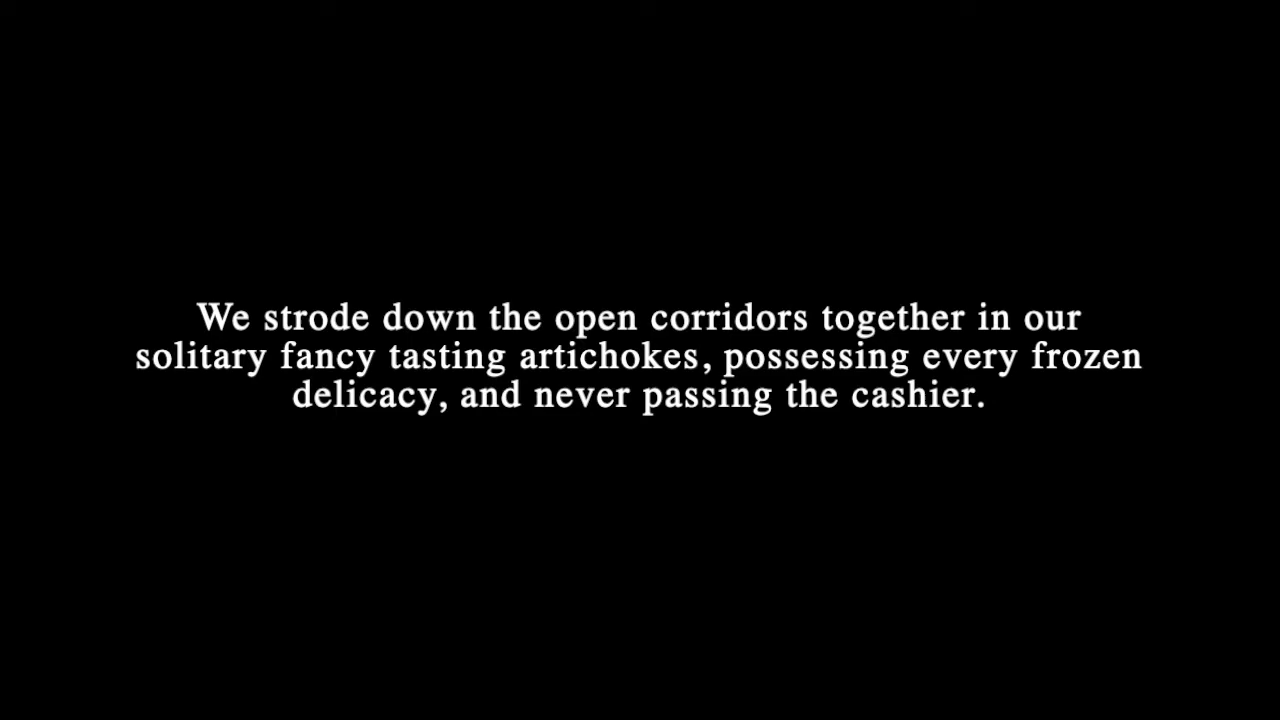 We strode down the open corridors together in our
solitary fancy tasting artichokes, possessing every frozen
delicacy, and never passing the cashier.